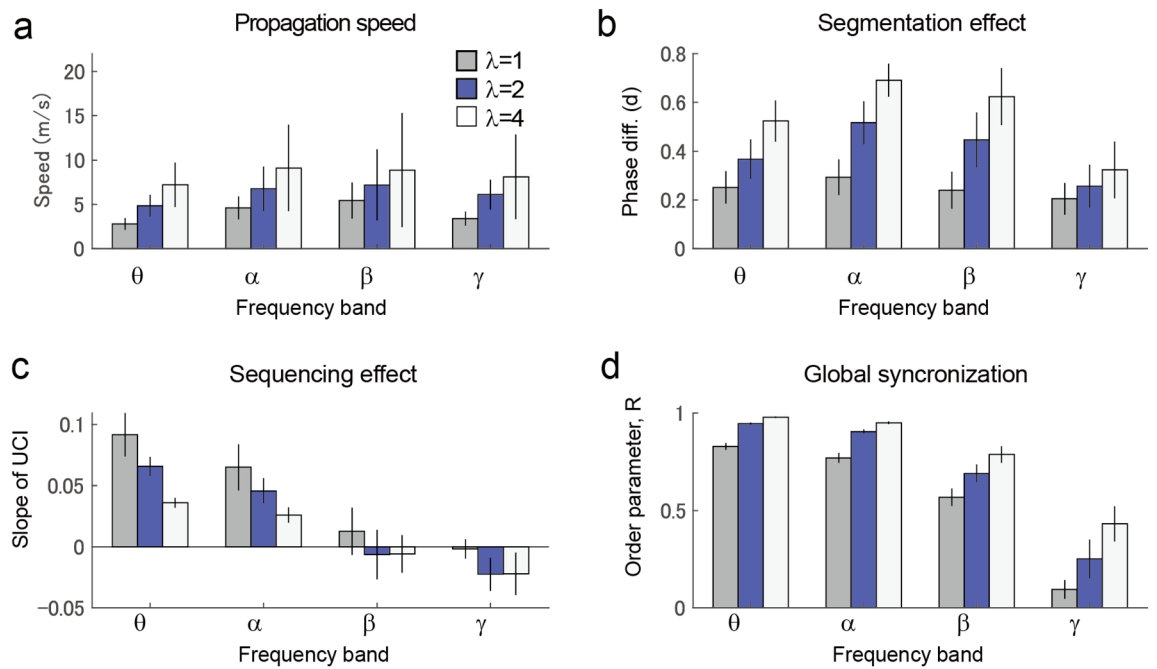 a
Propagation speed
λ=1
λ=2
λ=4
Speed (m/s)
20
15
10
5
0
θ α β γ
Frequency band
b
Segmentation effect
Phase diff. (d)
0.8
0.6
0.4
0.2
0
θ α β γ
Frequency band
c
Sequencing effect
Slope of UCI
0.1
0.05
0
−0.05
θ α β γ
Frequency band
d
Global syncronization
Order parameter, R
1
0.5
0
θ α β γ
Frequency band